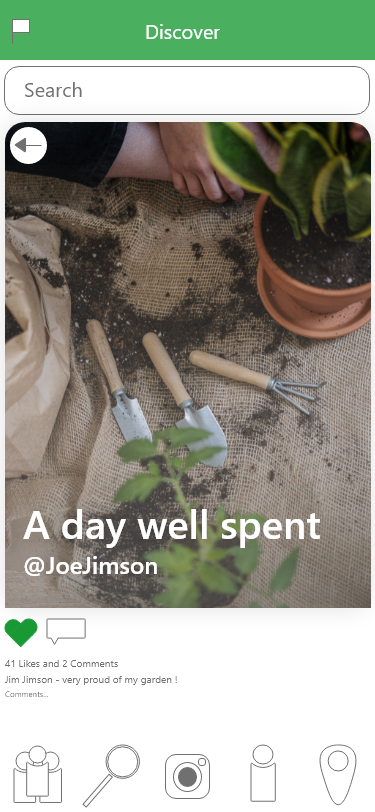 Discover
Search
A day well spent
@JoeJimson
41 Likes and 2 Comments
Jim Jimson - very proud of my garden !
Comments...